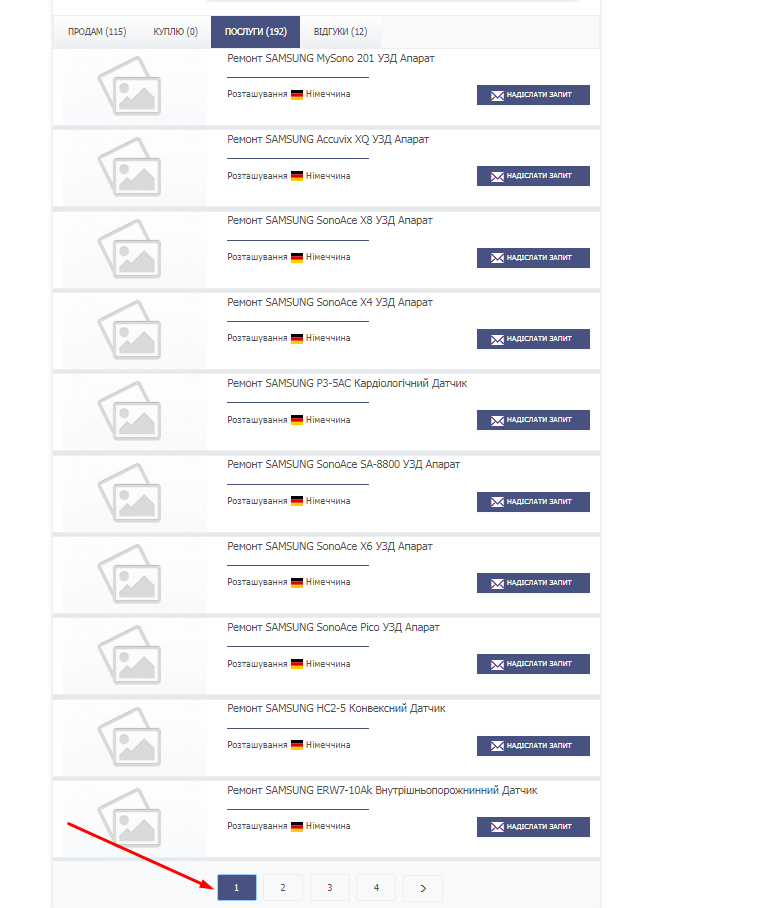 ПРОДАМ (115) КУПЛЮ (0) ПОСЛУГИ (192) ВІДГУКИ (12)
Ремонт SAMSUNG MySono 201 УЗД Апарат
Розташування Німеччина
НАДІСЛАТИ ЗАПИТ
Ремонт SAMSUNG Accuvix XQ УЗД Апарат
Розташування Німеччина
НАДІСЛАТИ ЗАПИТ
Ремонт SAMSUNG SonoAce X8 УЗД Апарат
Розташування Німеччина
НАДІСЛАТИ ЗАПИТ
Ремонт SAMSUNG SonoAce X4 УЗД Апарат
Розташування Німеччина
НАДІСЛАТИ ЗАПИТ
Ремонт SAMSUNG P3-5AC Кардіологічний Датчик
Розташування Німеччина
НАДІСЛАТИ ЗАПИТ
Ремонт SAMSUNG SonoAce SA-8800 УЗД Апарат
Розташування Німеччина
НАДІСЛАТИ ЗАПИТ
Ремонт SAMSUNG SonoAce X6 УЗД Апарат
Розташування Німеччина
НАДІСЛАТИ ЗАПИТ
Ремонт SAMSUNG SonoAce Pico УЗД Апарат
Розташування Німеччина
НАДІСЛАТИ ЗАПИТ
Ремонт SAMSUNG HC2-5 Конвексний Датчик
Розташування Німеччина
НАДІСЛАТИ ЗАПИТ
Ремонт SAMSUNG ERW7-10Ak Внутрішньопорожнинний Датчик
Розташування Німеччина
НАДІСЛАТИ ЗАПИТ
1 2 3 4 >